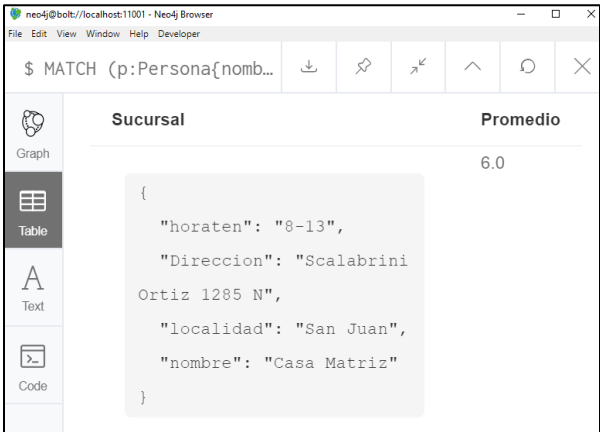 neo4j@bolt://localhost:11001 - Neo4j Browser
File Edit View Window Help Developer
$ MATCH (p:Persona{nomb…
Graph
Table
Text
Code
Sucursal Promedio
6.0
{
"horaten": "8-13",
"Direccion": "Scalabrini
Ortiz 1285 N",
"localidad": "San Juan",
"nombre": "Casa Matriz"
}